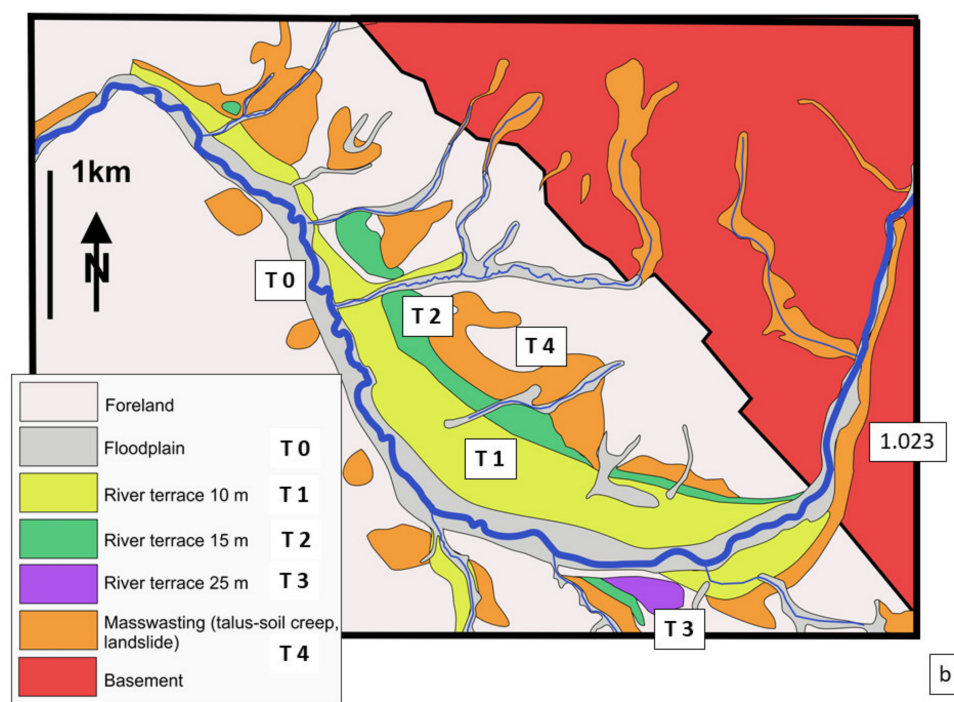 1km
N
T 0
T 2
T 4
T 1
1.023
T 3
Foreland
Floodplain T 0
River terrace 10 m T 1
River terrace 15 m T 2
River terrace 25 m T 3
Masswasting (talus-soil creep,
landslide) T 4
Basement
b